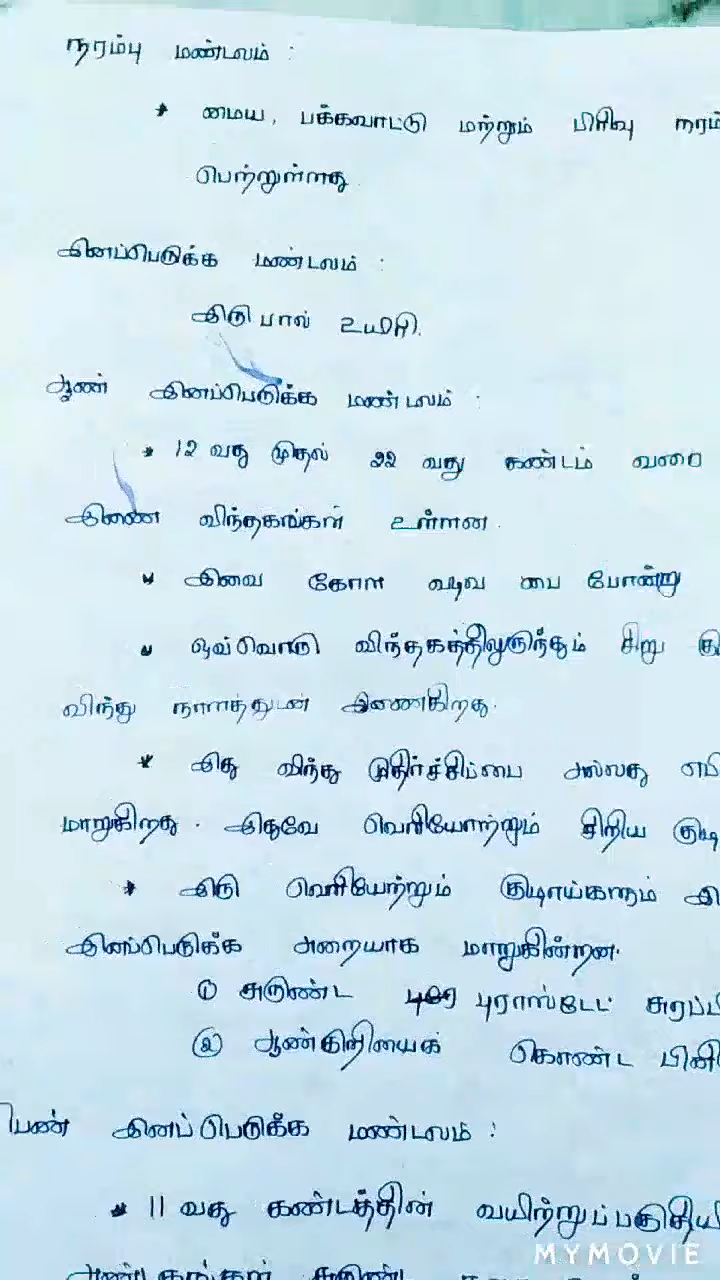 நரம்பு மண்டலம் :
* மைய, பக்கவாட்டு மற்றும் பிரிவு நரம்
பெற்றுள்ளது
இனப்பெடுக்க மண்டலம் :
இரு பால் உயிரி.
ஆண் இனப்பெடுக்க மண்டலம் :
* 12 வது முதல் 22 வது கண்டம் வரை
இணை விந்தகங்கள் உள்ளன.
* இவை கோள வடிவ பை போன்று
* ஒவ்வொரு விந்தகத்திலுருந்தும் சிறு கு
விந்து நாளத்துடன் இணைகிறது.
* இது விந்து முதிர்ச்சிப்பை அல்லது எபி
மாறுகிறது. இதுவே வெளியோற்றும் சிறிய குடி
* இரு வெளியேற்றும் குடிாய்களும் இ
இனப்பெடுக்க அறையாக மாறுகின்றன.
① சுருண்ட புராஸ்டேட் சுரப்பி
② ஆண்குறியைக் கொண்ட பினி
பெண் இனப்பெடுக்க மண்டலம் :
* 11 வது கண்டத்தின் வயிற்றுப்பகுதியி
MYMOVIE